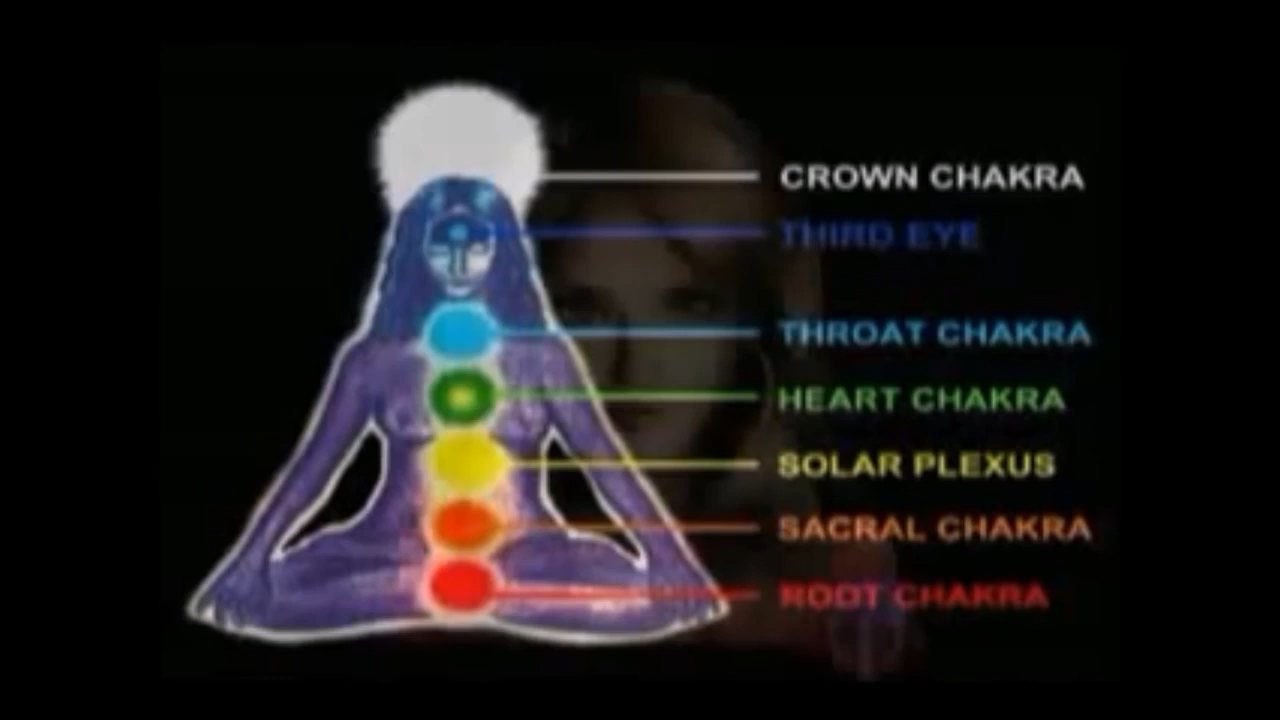 CROWN CHAKRA
THIRD EYE
THROAT CHAKRA
HEART CHAKRA
SOLAR PLEXUS
SACRAL CHAKRA
ROOT CHAKRA